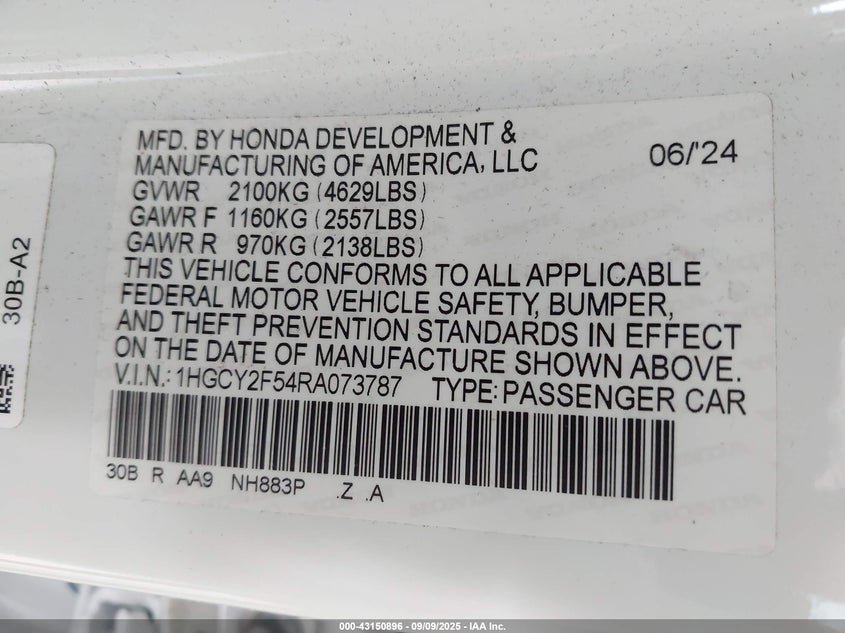 MFD. BY HONDA DEVELOPMENT &
MANUFACTURING OF AMERICA, LLC 06/'24
GVWR 2100KG (4629LBS)
GAWR F 1160KG (2557LBS)
GAWR R 970KG (2138LBS)
THIS VEHICLE CONFORMS TO ALL APPLICABLE
FEDERAL MOTOR VEHICLE SAFETY, BUMPER,
AND THEFT PREVENTION STANDARDS IN EFFECT
ON THE DATE OF MANUFACTURE SHOWN ABOVE.
V.I.N.: 1HGCY2F54RA073787 TYPE: PASSENGER CAR
30B R AA9 NH883P .Z .A
30B-A2
000-43150896 - 09/09/2025 - IAA Inc.